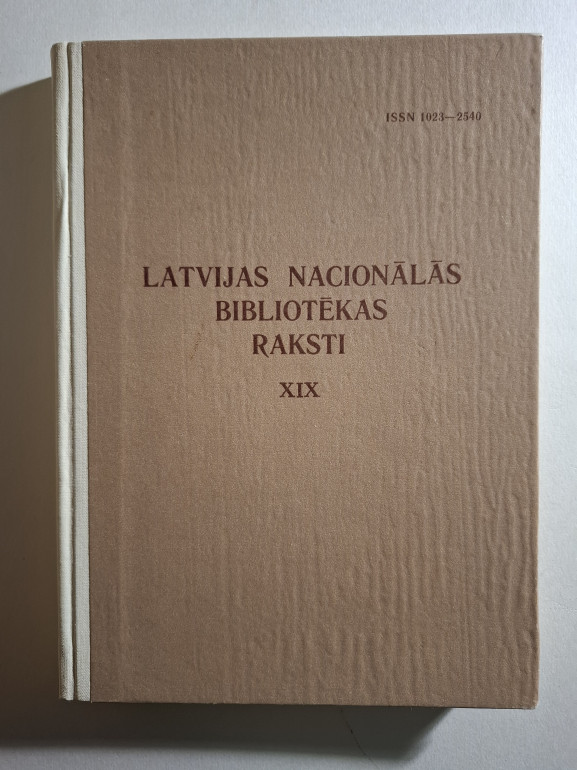 ISSN 1023—2540
LATVIJAS NACIONĀLĀS
BIBLIOTĒKAS
RAKSTI
XIX